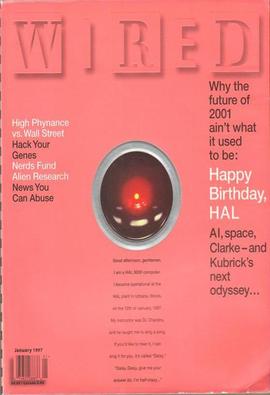 WIRED
Why the
future of
2001
ain't what
it used
to be:
Happy
Birthday,
HAL
AI, space,
Clarke – and
Kubrick's
next
odyssey…
High Phynance
vs. Wall Street
Hack Your
Genes
Nerds Fund
Alien Research
News You
Can Abuse
Good afternoon, gentlemen.
I am a HAL 9000 computer.
I became operational at the
HAL plant in Urbana, Illinois,
on the 12th of January, 1997.
My instructor was Dr. Chandra,
and he taught me to sing a song.
If you'd like to hear it, I can
sing it for you. It's called "Daisy."
"Daisy, Daisy, give me your
answer do. I'm half-crazy..."
January 1997